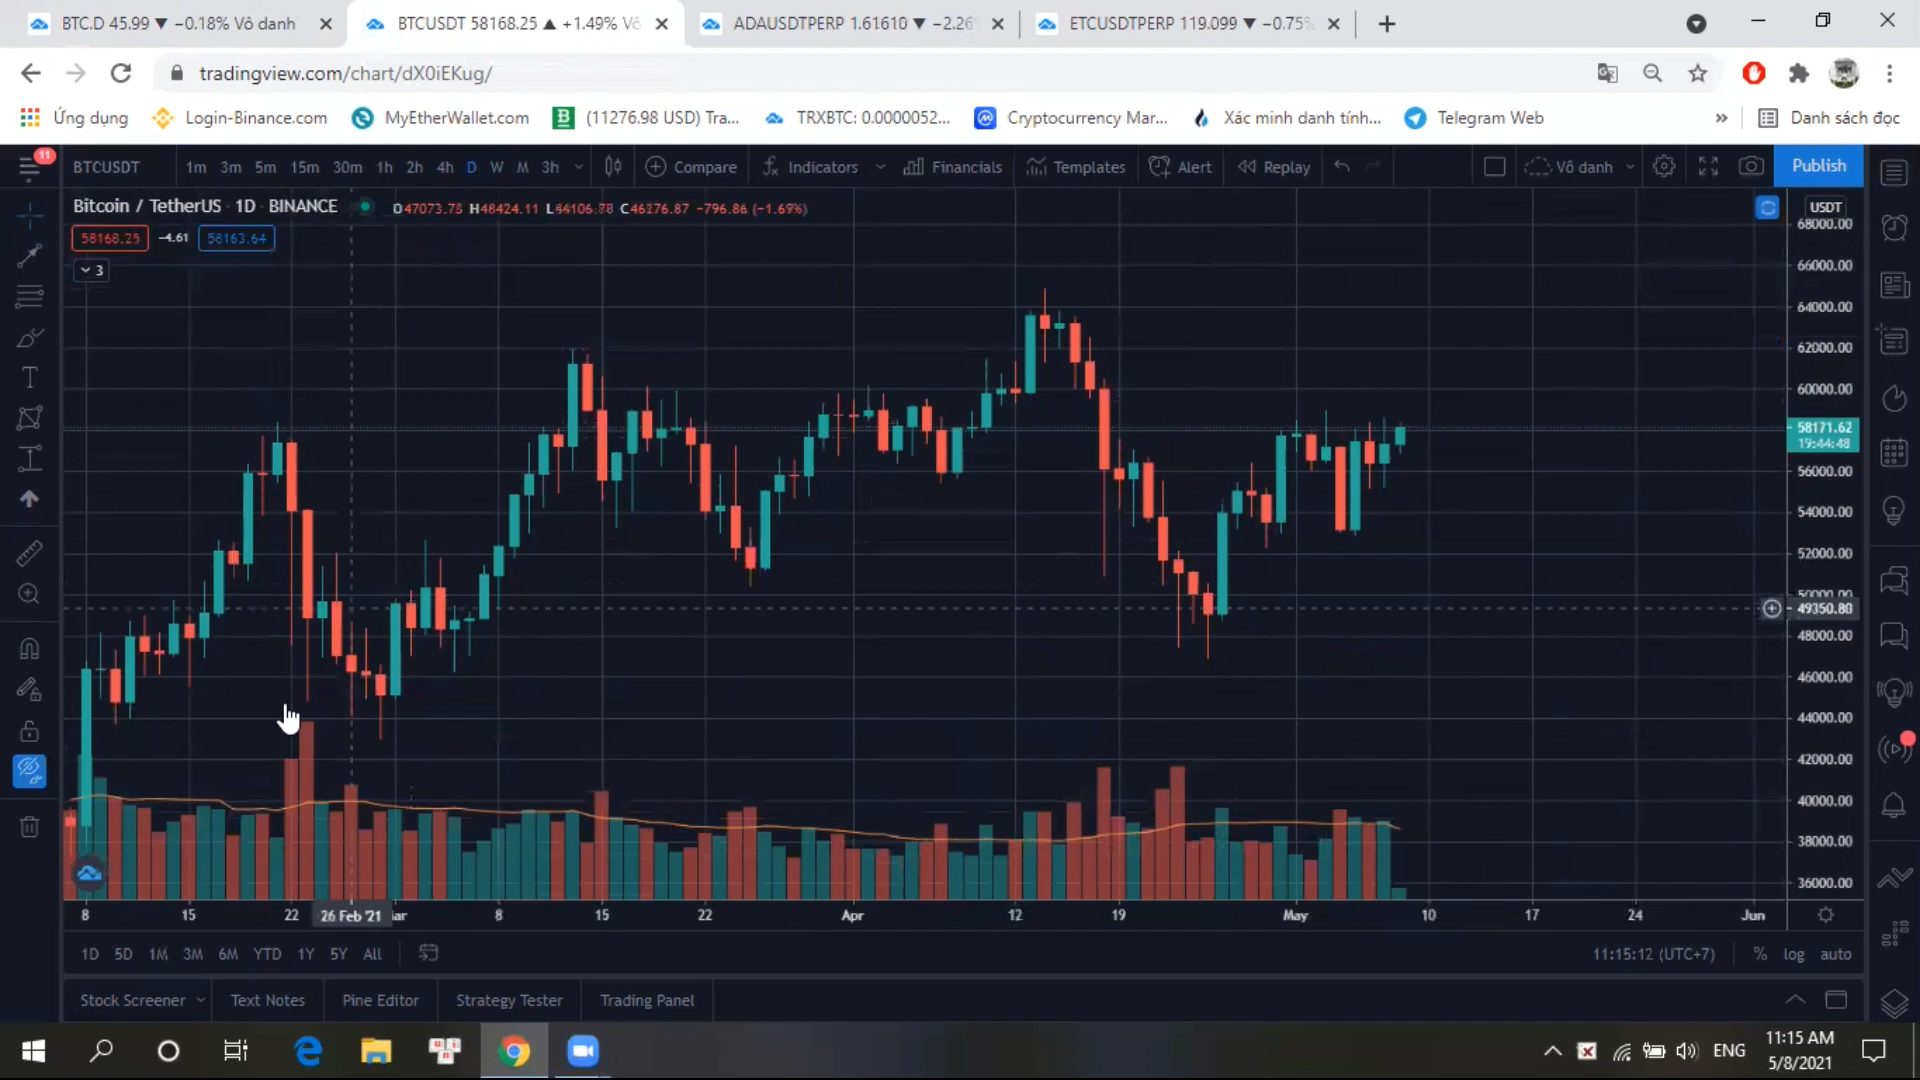 BTC.D 45.99 ▼ −0.18% Vô danh
BTCUSDT 58168.25 ▲ +1.49% Vô
ADAUSDTPERP 1.61610 ▼ −2.26%
ETCUSDTPERP 119.099 ▼ −0.75%
tradingview.com/chart/dX0iEKug/
Ứng dụng
Login-Binance.com
MyEtherWallet.com
(11276.98 USD) Tra...
TRXBTC: 0.0000052...
Cryptocurrency Mar...
Xác minh danh tính...
Telegram Web
»
Danh sách đọc
11
BTCUSDT
1m 3m 5m 15m 30m 1h 2h 4h D W M 3h
Compare
Indicators
Financials
Templates
Alert
Replay
Vô danh
Publish
Bitcoin / TetherUS · 1D · BINANCE
O47073.73 H48424.11 L44106.78 C46276.87 −796.86 (−1.69%)
58168.25 −4.61 58163.64
3
USDT
68000.00
66000.00
64000.00
62000.00
60000.00
58171.62
19:44:48
56000.00
54000.00
52000.00
50000.00
49350.80
48000.00
46000.00
44000.00
42000.00
40000.00
38000.00
36000.00
8 15 22 26 Feb '21 Mar 8 15 22 Apr 12 19 May 10 17 24 Jun
1D 5D 1M 3M 6M YTD 1Y 5Y All
11:15:12 (UTC+7) % log auto
Stock Screener
Text Notes
Pine Editor
Strategy Tester
Trading Panel
ENG
11:15 AM
5/8/2021